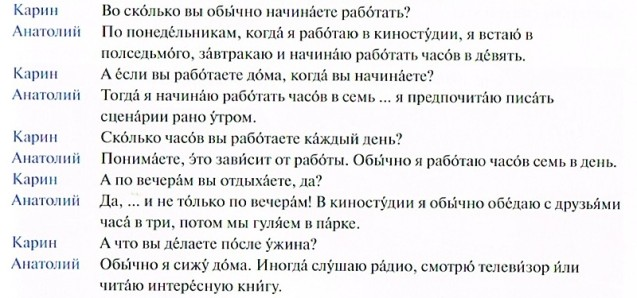 Карин Во ско́лько вы обы́чно начина́ете рабо́тать?
Анатолий По понеде́льникам, когда́ я рабо́таю в киносту́дии, я встаю́ в
полседьмо́го, за́втракаю и начина́ю рабо́тать часо́в в де́вять.
Карин А е́сли вы рабо́таете до́ма, когда́ вы начина́ете?
Анатолий Тогда́ я начина́ю рабо́тать часо́в в семь ... я предпочита́ю писа́ть
сцена́рии рано у́тром.
Карин Ско́лько часо́в вы рабо́таете ка́ждый день?
Анатолий Понима́ете, э́то зави́сит от рабо́ты. Обы́чно я рабо́таю часо́в семь в день.
Карин А по вечера́м вы отдыха́ете, да?
Анатолий Да, ... и не то́лько по вечера́м! В киносту́дии я обы́чно обе́даю с друзья́ми
часа́ в три, потом мы гуля́ем в па́рке.
Карин А что вы де́лаете по́сле у́жина?
Анатолий Обы́чно я сижу́ до́ма. Иногда́ слу́шаю ра́дио, смотрю́ телеви́зор и́ли
чита́ю интере́сную кни́гу.